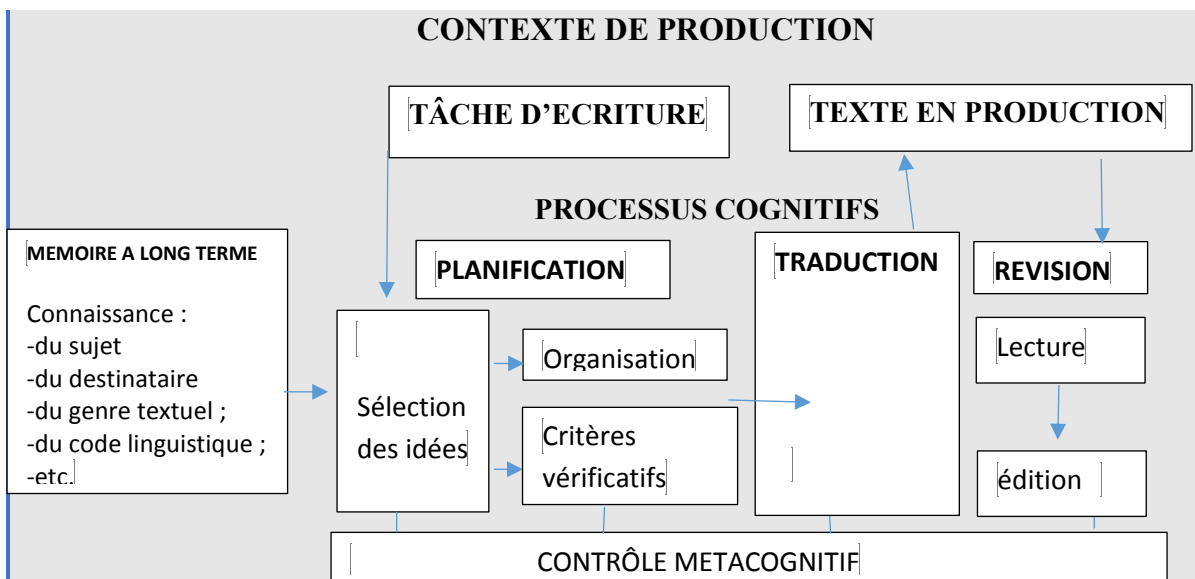 CONTEXTE DE PRODUCTION
TÂCHE D'ECRITURE
TEXTE EN PRODUCTION
PROCESSUS COGNITIFS
MEMOIRE A LONG TERME
Connaissance :
-du sujet
-du destinataire
-du genre textuel ;
-du code linguistique ;
-etc.
PLANIFICATION
Sélection
des idées
Organisation
Critères
vérificatifs
TRADUCTION
REVISION
Lecture
édition
CONTRÔLE METACOGNITIF